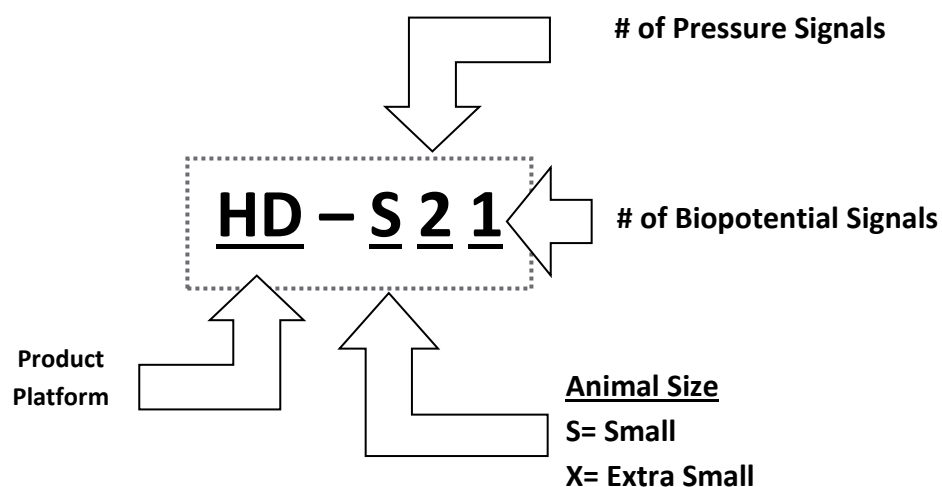 # of Pressure Signals
HD – S 2 1
# of Biopotential Signals
Product
Platform
Animal Size
S= Small
X= Extra Small